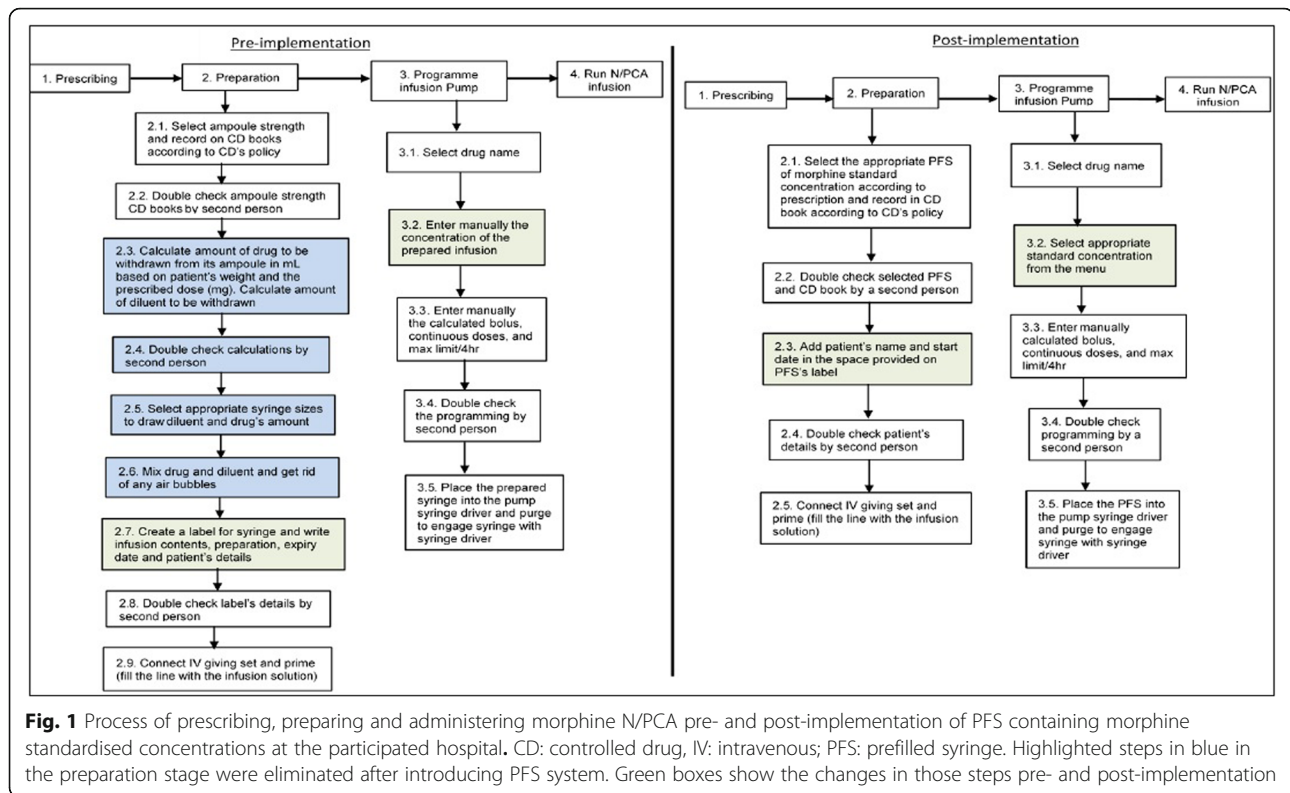 Pre-implementation
1. Prescribing
2. Preparation
3. Programme
infusion Pump
4. Run N/PCA
infusion
2.1. Select ampoule strength
and record on CD books
according to CD's policy
2.2. Double check ampoule strength
CD books by second person
2.3. Calculate amount of drug to be
withdrawn from its ampoule in mL
based on patient's weight and the
prescribed dose (mg). Calculate amount
of diluent to be withdrawn
2.4. Double check calculations by
second person
2.5. Select appropriate syringe sizes
to draw diluent and drug's amount
2.6. Mix drug and diluent and get rid
of any air bubbles
2.7. Create a label for syringe and write
infusion contents, preparation, expiry
date and patient's details
2.8. Double check label's details by
second person
2.9. Connect IV giving set and prime
(fill the line with the infusion solution)
3.1. Select drug name
3.2. Enter manually the
concentration of the
prepared infusion
3.3. Enter manually
the calculated bolus,
continuous doses, and
max limit/4hr
3.4. Double check
the programming by
second person
3.5. Place the prepared
syringe into the pump
syringe driver and purge
to engage syringe with
syringe driver
Post-implementation
1. Prescribing
2. Preparation
3. Programme
infusion Pump
4. Run N/PCA
infusion
2.1. Select the appropriate PFS
of morphine standard
concentration according to
prescription and record in CD
book according to CD's policy
2.2. Double check selected PFS
and CD book by a second person
2.3. Add patient's name and start
date in the space provided on
PFS's label
2.4. Double check patient's
details by second person
2.5. Connect IV giving set and
prime (fill the line with the infusion
solution)
3.1. Select drug name
3.2. Select appropriate
standard concentration
from the menu
3.3. Enter manually
calculated bolus,
continuous doses, and
max limit/4hr
3.4. Double check
programming by a
second person
3.5. Place the PFS into
the pump syringe driver
and purge to engage
syringe with syringe
driver
Fig. 1 Process of prescribing, preparing and administering morphine N/PCA pre- and post-implementation of PFS containing morphine
standardised concentrations at the participated hospital. CD: controlled drug, IV: intravenous; PFS: prefilled syringe. Highlighted steps in blue in
the preparation stage were eliminated after introducing PFS system. Green boxes show the changes in those steps pre- and post-implementation